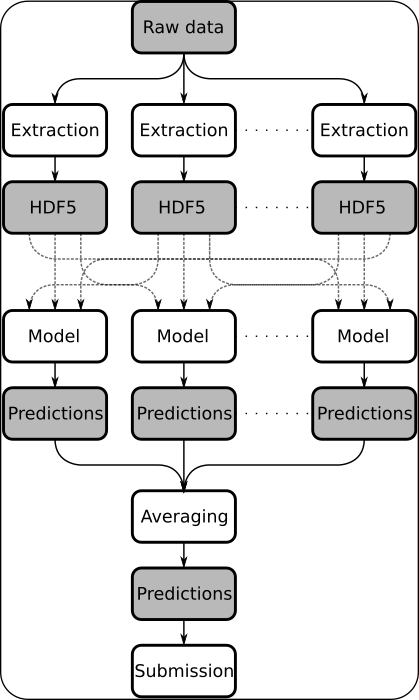 Raw data
Extraction Extraction Extraction
HDF5 HDF5 HDF5
Model Model Model
Predictions Predictions Predictions
Averaging
Predictions
Submission